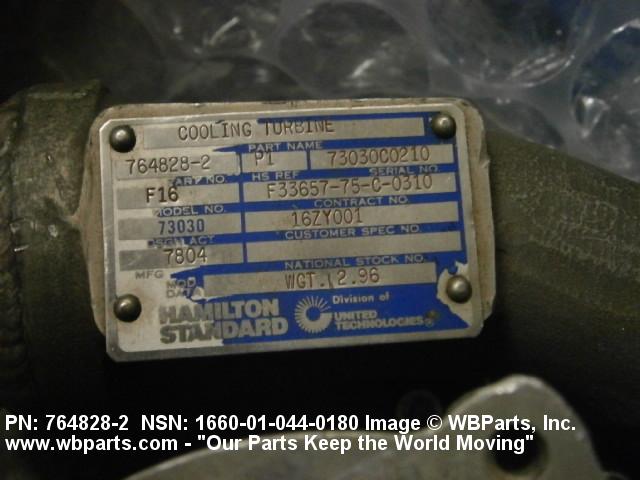 COOLING TURBINE
PART NAME
764828-2 P1 73030C0210
PART NO. HS REF SERIAL NO.
F16 F33657-75-C-0310
MODEL NO. CONTRACT NO.
73030 16ZY001
CUSTOMER SPEC NO.
7804
MFG NATIONAL STOCK NO.
MOD WGT. 2.96
DATA
HAMILTON STANDARD
Division of
UNITED
TECHNOLOGIES®
PN: 764828-2 NSN: 1660-01-044-0180 Image © WBParts, Inc.
www.wbparts.com - "Our Parts Keep the World Moving"